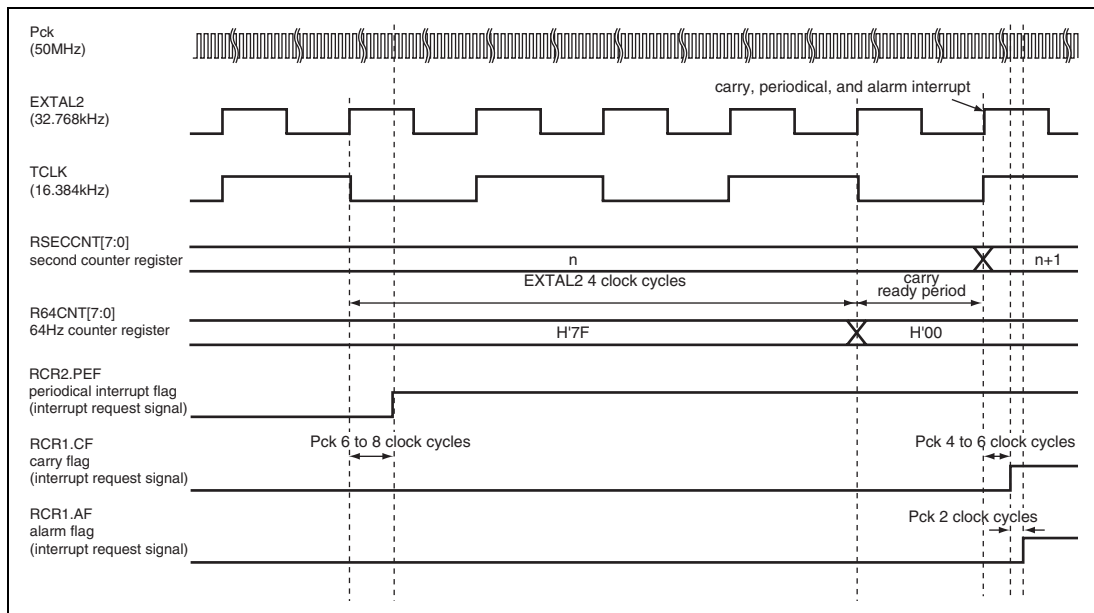 Pck
(50MHz)
carry, periodical, and alarm interrupt
EXTAL2
(32.768kHz)
TCLK
(16.384kHz)
RSECCNT[7:0]
second counter register
n
n+1
EXTAL2 4 clock cycles
carry
ready period
R64CNT[7:0]
64Hz counter register
H'7F
H'00
RCR2.PEF
periodical interrupt flag
(interrupt request signal)
RCR1.CF
carry flag
(interrupt request signal)
Pck 6 to 8 clock cycles
Pck 4 to 6 clock cycles
RCR1.AF
alarm flag
(interrupt request signal)
Pck 2 clock cycles